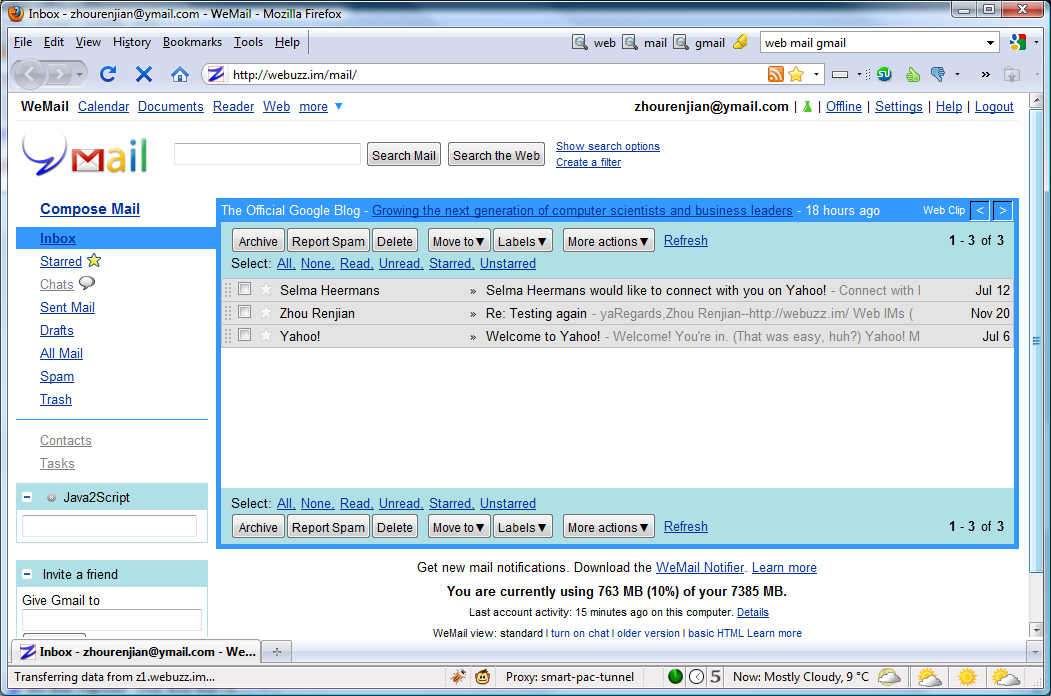 Inbox - zhourenjian@ymail.com - WeMail - Mozilla Firefox
File Edit View History Bookmarks Tools Help web mail gmail web mail gmail
http://webuzz.im/mail/
WeMail Calendar Documents Reader Web more ▼ zhourenjian@ymail.com | | Offline | Settings | Help | Logout
mail Search Mail Search the Web Show search options
Create a filter
Compose Mail
The Official Google Blog - Growing the next generation of computer scientists and business leaders - 18 hours ago Web Clip < >
Inbox
Starred
Chats
Sent Mail
Drafts
All Mail
Spam
Trash
Contacts
Tasks
Java2Script
Invite a friend
Give Gmail to
Archive Report Spam Delete Move to▼ Labels▼ More actions▼ Refresh 1 - 3 of 3
Select: All, None, Read, Unread, Starred, Unstarred
Selma Heermans » Selma Heermans would like to connect with you on Yahoo! - Connect with Jul 12
Zhou Renjian » Re: Testing again - yaRegards,Zhou Renjian--http://webuzz.im/ Web IMs ( Nov 20
Yahoo! » Welcome to Yahoo! - Welcome! You're in. (That was easy, huh?) Yahoo! M Jul 6
Select: All, None, Read, Unread, Starred, Unstarred
Archive Report Spam Delete Move to▼ Labels▼ More actions▼ Refresh 1 - 3 of 3
Get new mail notifications. Download the WeMail Notifier. Learn more
You are currently using 763 MB (10%) of your 7385 MB.
Last account activity: 15 minutes ago on this computer. Details
WeMail view: standard | turn on chat | older version | basic HTML Learn more
Inbox - zhourenjian@ymail.com - We...
Transferring data from z1.webuzz.im... Proxy: smart-pac-tunnel 5 Now: Mostly Cloudy, 9 °C